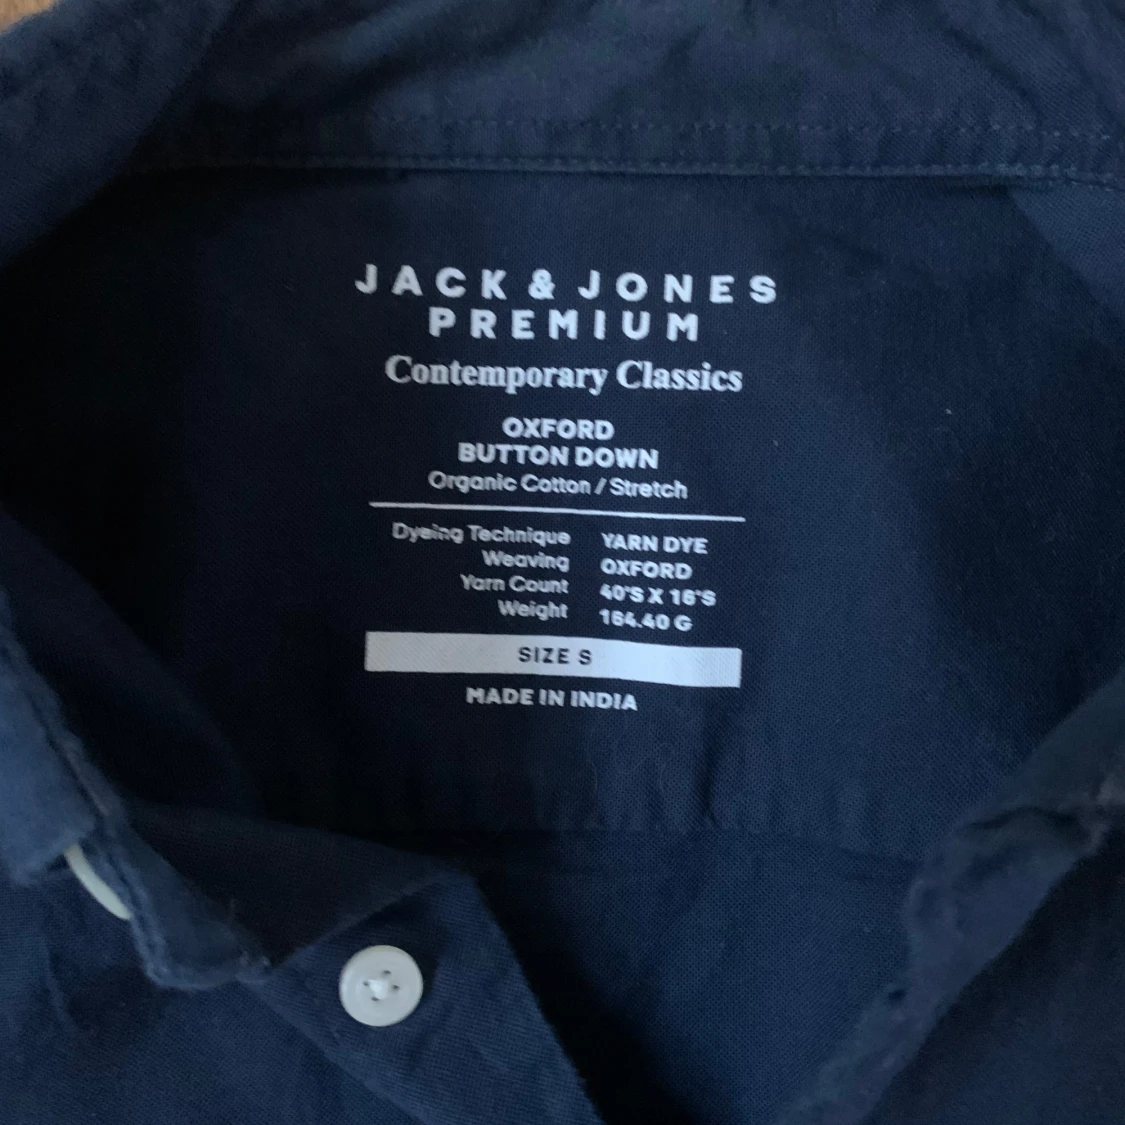 JACK & JONES
PREMIUM
Contemporary Classics
OXFORD
BUTTON DOWN
Organic Cotton / Stretch
Dyeing Technique YARN DYE
Weaving OXFORD
Yarn Count 40'S X 16'S
Weight 164.40 G
SIZE S
MADE IN INDIA